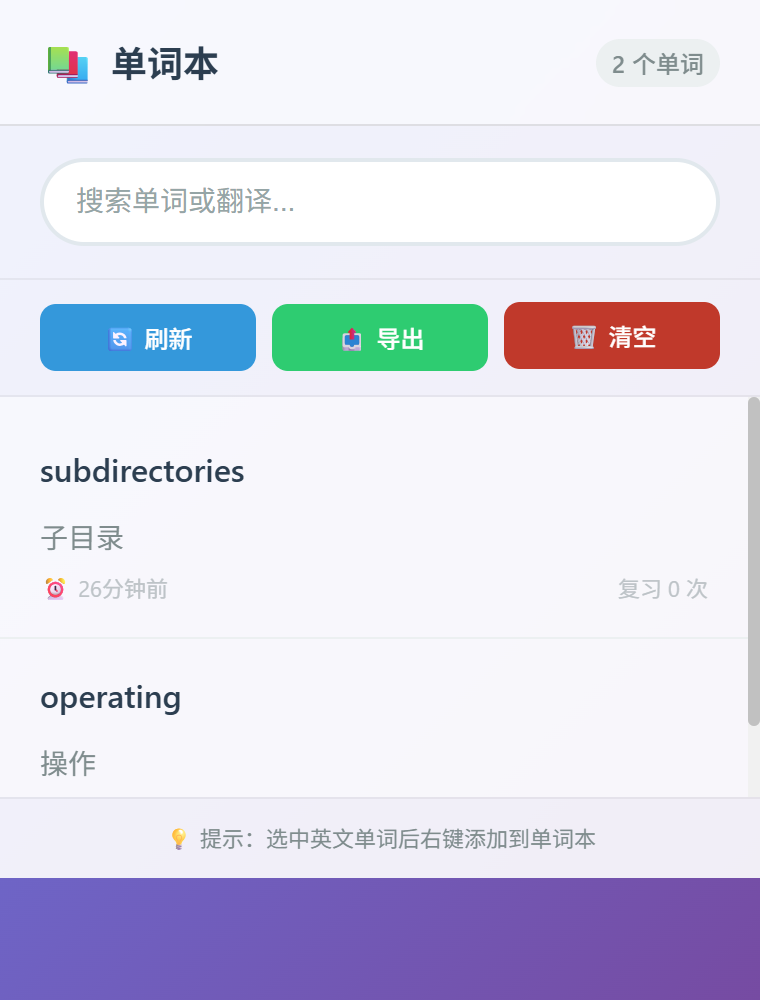 单词本
2 个单词
搜索单词或翻译...
刷新
导出
清空
subdirectories
子目录
26分钟前
复习 0 次
operating
操作
提示：选中英文单词后右键添加到单词本